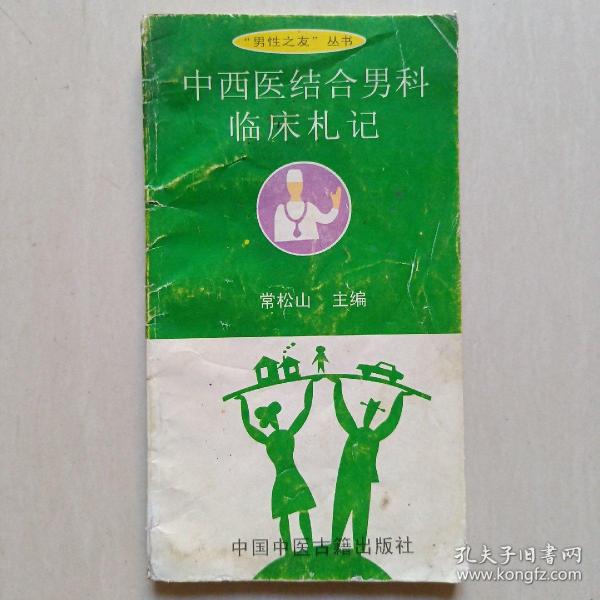 “男性之友”丛书
中西医结合男科
临床札记
常松山 主编
中国中医古籍出版社
孔夫子旧书网
www.kongfz.com